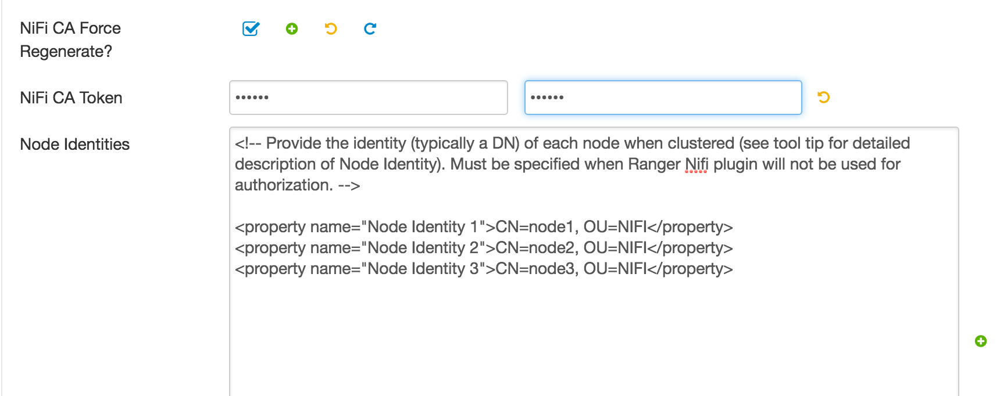 NiFi CA Force
Regenerate?
NiFi CA Token
••••••
••••••
Node Identities
<!-- Provide the identity (typically a DN) of each node when clustered (see tool tip for detailed
description of Node Identity). Must be specified when Ranger Nifi plugin will not be used for
authorization. -->
<property name="Node Identity 1">CN=node1, OU=NIFI</property>
<property name="Node Identity 2">CN=node2, OU=NIFI</property>
<property name="Node Identity 3">CN=node3, OU=NIFI</property>